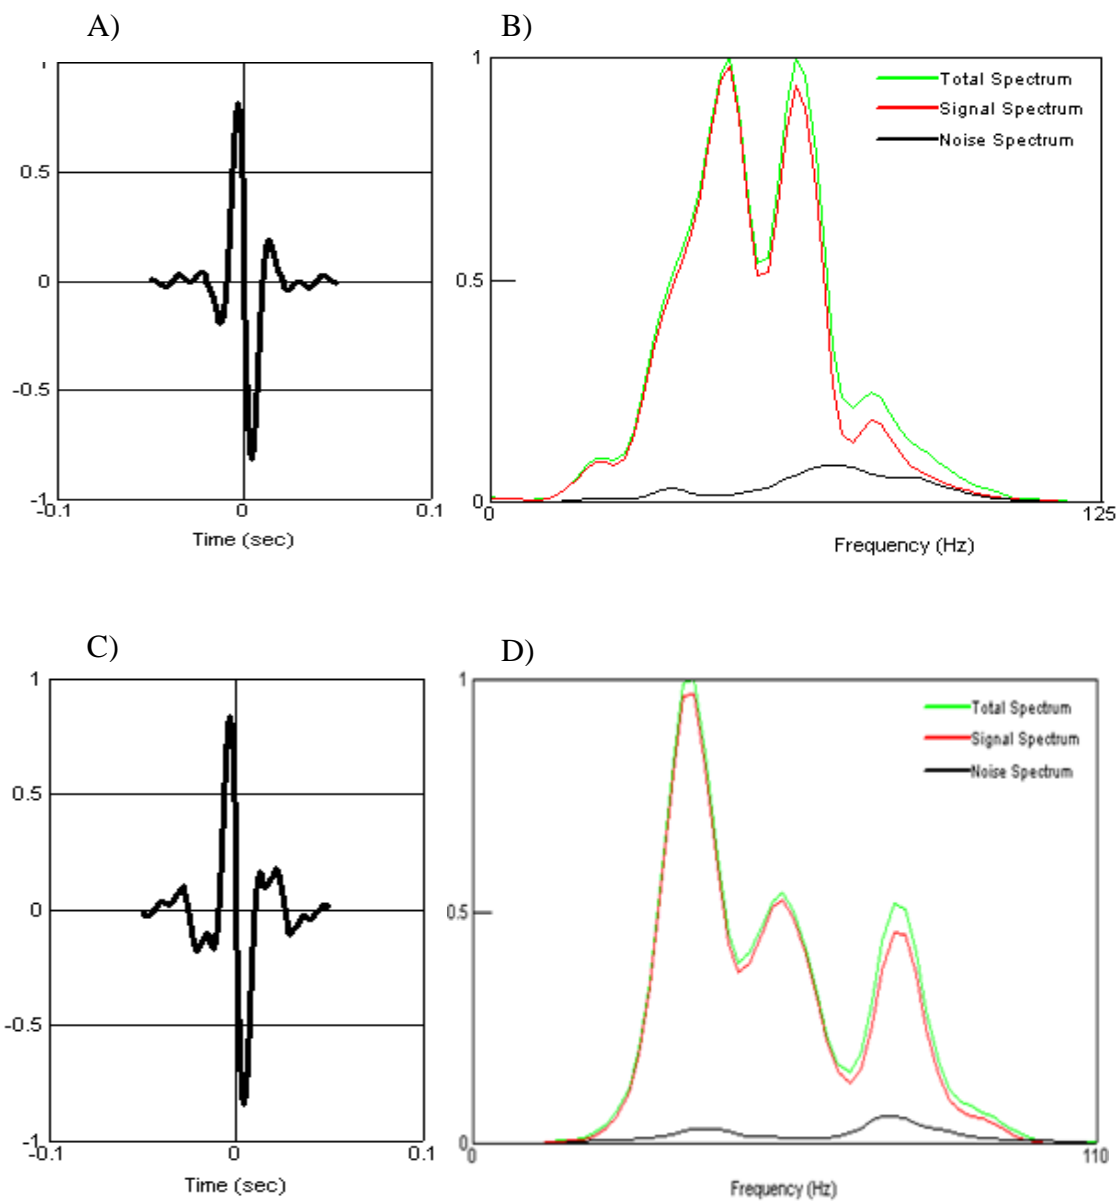 A)
B)
1
0.5
0
-0.5
-1
-0.1
0
0.1
Time (sec)
1
0.5
0
0
125
Total Spectrum
Signal Spectrum
Noise Spectrum
Frequency (Hz)
C)
D)
1
0.5
0
-0.5
-1
-0.1
0
0.1
Time (sec)
1
0.5
0
0
110
Total Spectrum
Signal Spectrum
Noise Spectrum
Frequency (Hz)